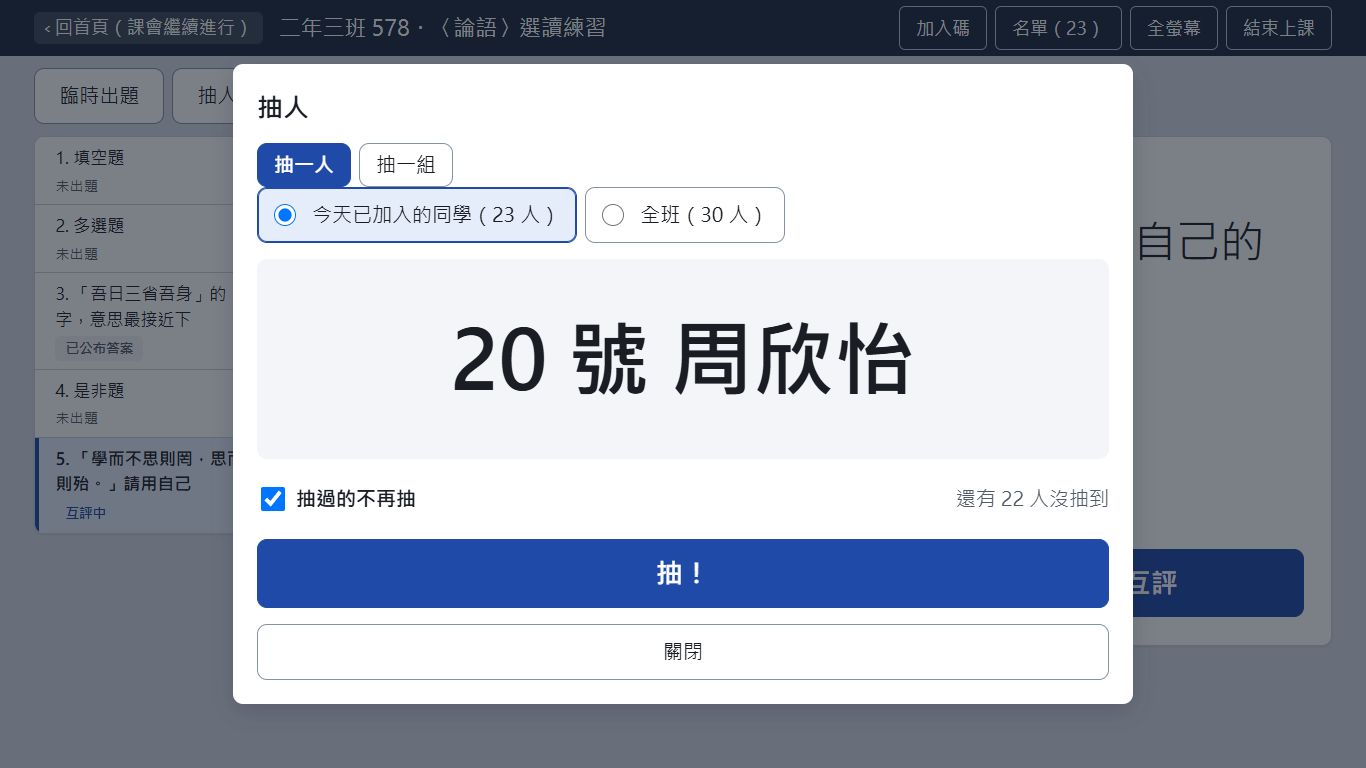 ‹ 回首頁（課會繼續進行）
二年三班 578．〈論語〉選讀練習
加入碼
名單（23）
全螢幕
結束上課
臨時出題
抽人
1. 填空題
未出題
2. 多選題
未出題
3.「吾日三省吾身」的
字，意思最接近下
已公布答案
4. 是非題
未出題
5.「學而不思則罔，思而
則殆。」請用自己
互評中
抽人
抽一人
抽一組
今天已加入的同學（23 人）
全班（30 人）
20 號 周欣怡
抽過的不再抽
還有 22 人沒抽到
抽！
關閉
自己的
互評